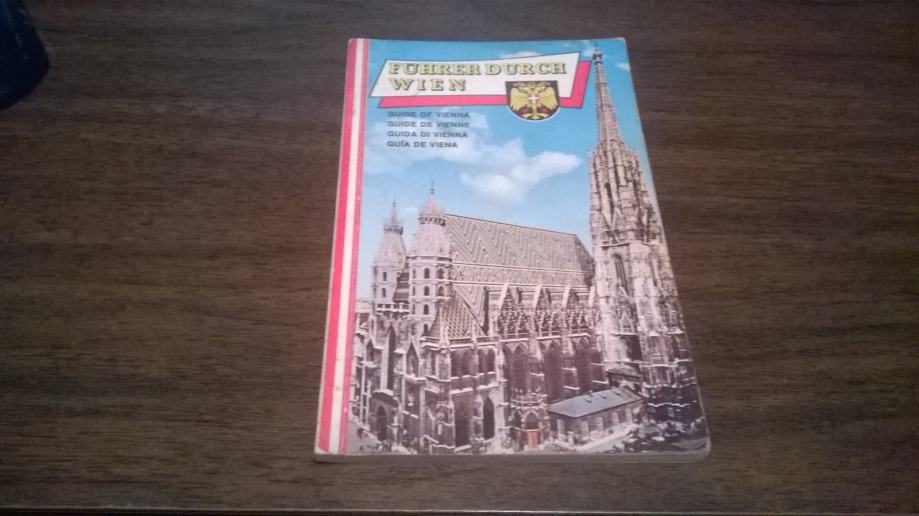 FÜHRER DURCH
WIEN
GUIDE OF VIENNA
GUIDE DE VIENNE
GUIDA DI VIENNA
GUÍA DE VIENA